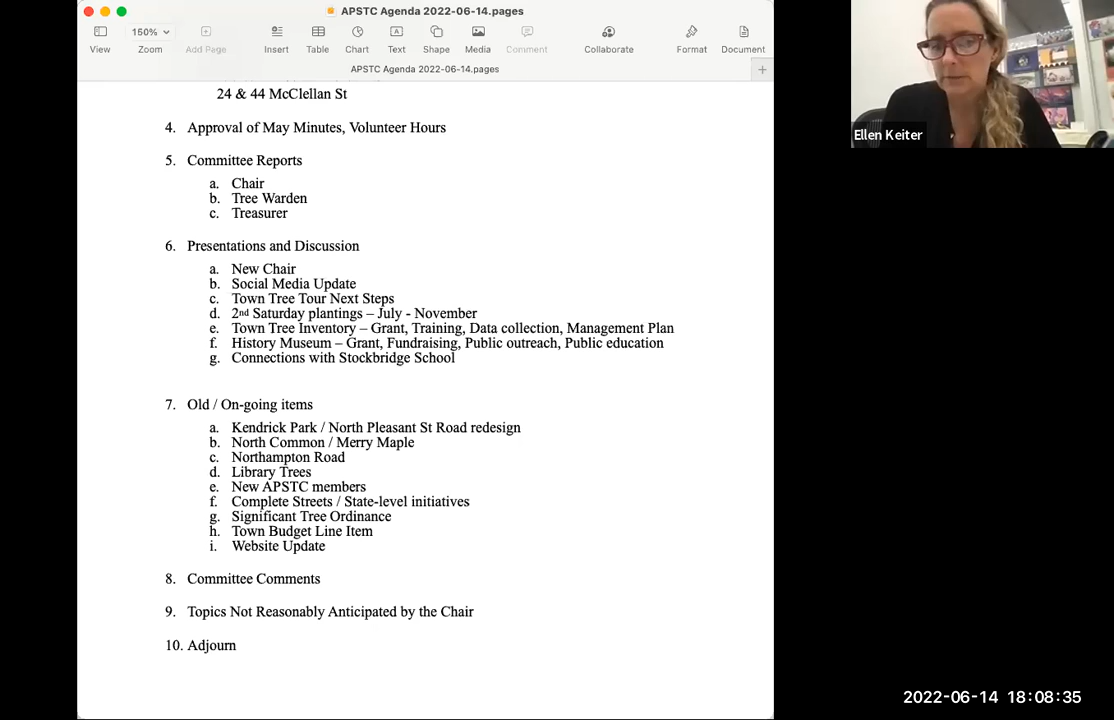 APSTC Agenda 2022-06-14.pages
150%
View
Zoom
Add Page
Insert
Table
Chart
Text
Shape
Media
Comment
Collaborate
Format
Document
APSTC Agenda 2022-06-14.pages
24 & 44 McClellan St
4. Approval of May Minutes, Volunteer Hours
5. Committee Reports
a. Chair
b. Tree Warden
c. Treasurer
6. Presentations and Discussion
a. New Chair
b. Social Media Update
c. Town Tree Tour Next Steps
d. 2nd Saturday plantings – July - November
e. Town Tree Inventory – Grant, Training, Data collection, Management Plan
f. History Museum – Grant, Fundraising, Public outreach, Public education
g. Connections with Stockbridge School
7. Old / On-going items
a. Kendrick Park / North Pleasant St Road redesign
b. North Common / Merry Maple
c. Northampton Road
d. Library Trees
e. New APSTC members
f. Complete Streets / State-level initiatives
g. Significant Tree Ordinance
h. Town Budget Line Item
i. Website Update
8. Committee Comments
9. Topics Not Reasonably Anticipated by the Chair
10. Adjourn
Ellen Keiter
2022-06-14 18:08:35